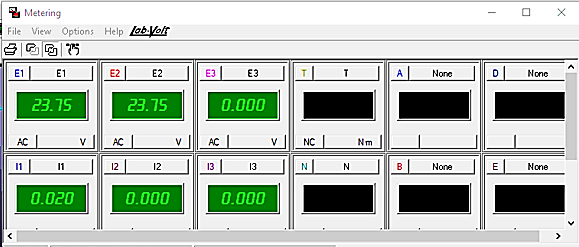 Metering
File View Options Help Lab-Volt
E1 E1 E2 E2 E3 E3 T T A None D None
23.75 23.75 0.000
AC V AC V AC V NC Nm
I1 I1 I2 I2 I3 I3 N N B None E None
0.020 0.000 0.000